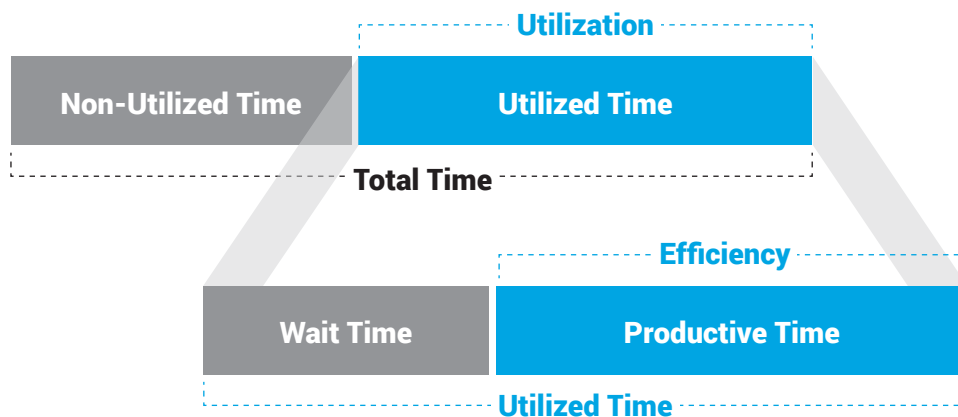 Utilization
Non-Utilized Time
Utilized Time
Total Time
Efficiency
Wait Time
Productive Time
Utilized Time